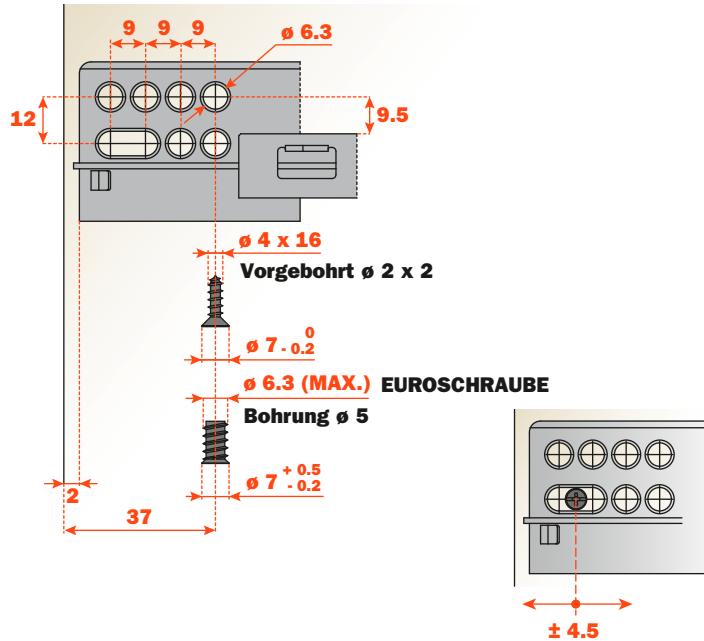 9 9 9
ø 6.3
12
9.5
ø 4 x 16
Vorgebohrt ø 2 x 2
ø 7 0 - 0.2
ø 6.3 (MAX.) EUROSCHRAUBE
Bohrung ø 5
ø 7 + 0.5 - 0.2
2
37
± 4.5